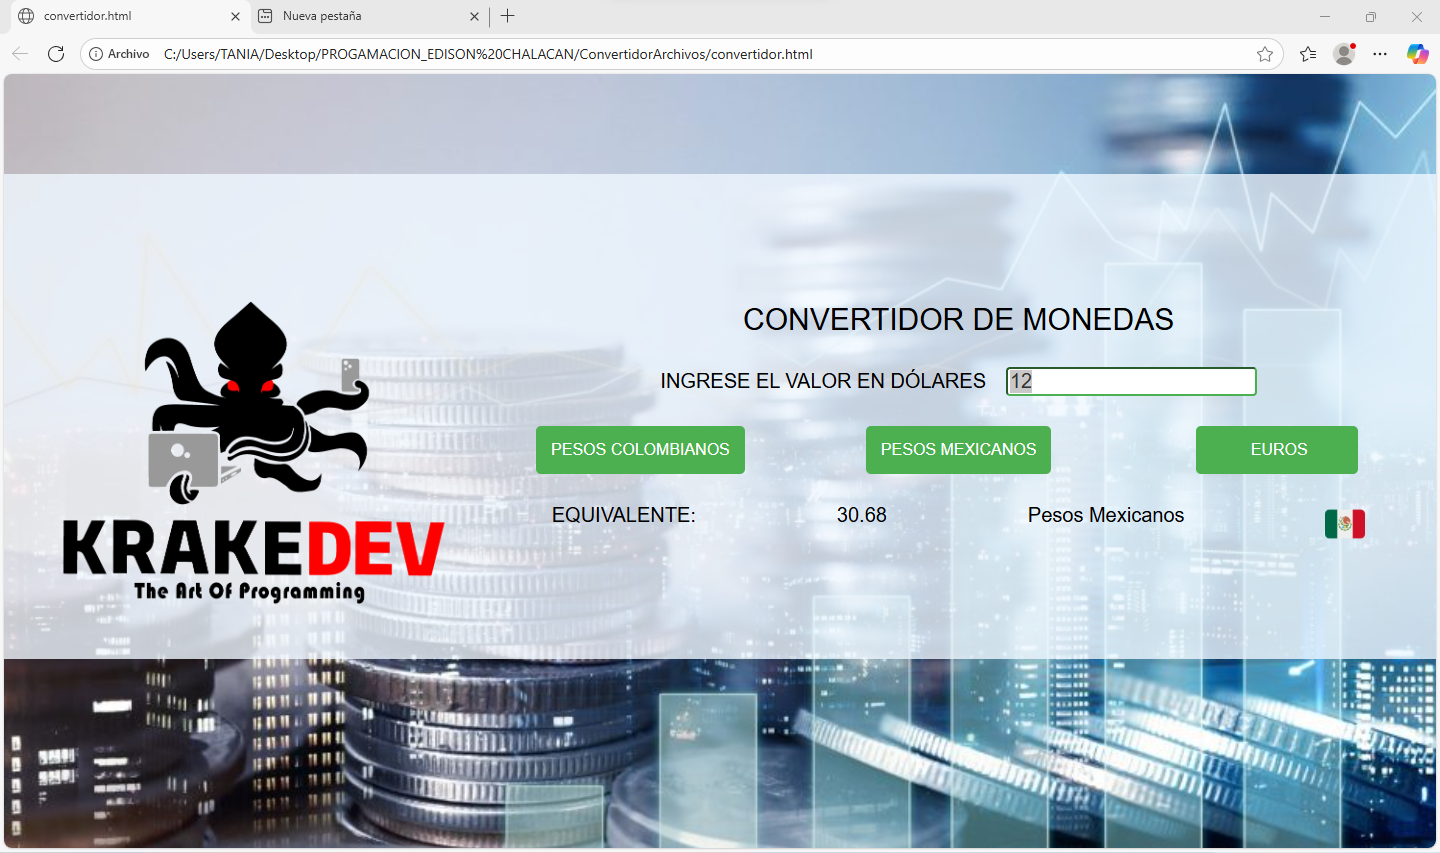 convertidor.html
Nueva pestaña
Archivo C:/Users/TANIA/Desktop/PROGAMACION_EDISON%20CHALACAN/ConvertidorArchivos/convertidor.html
CONVERTIDOR DE MONEDAS
INGRESE EL VALOR EN DÓLARES 12
PESOS COLOMBIANOS PESOS MEXICANOS EUROS
EQUIVALENTE: 30.68 Pesos Mexicanos
KRAKEDEV
The Art Of Programming